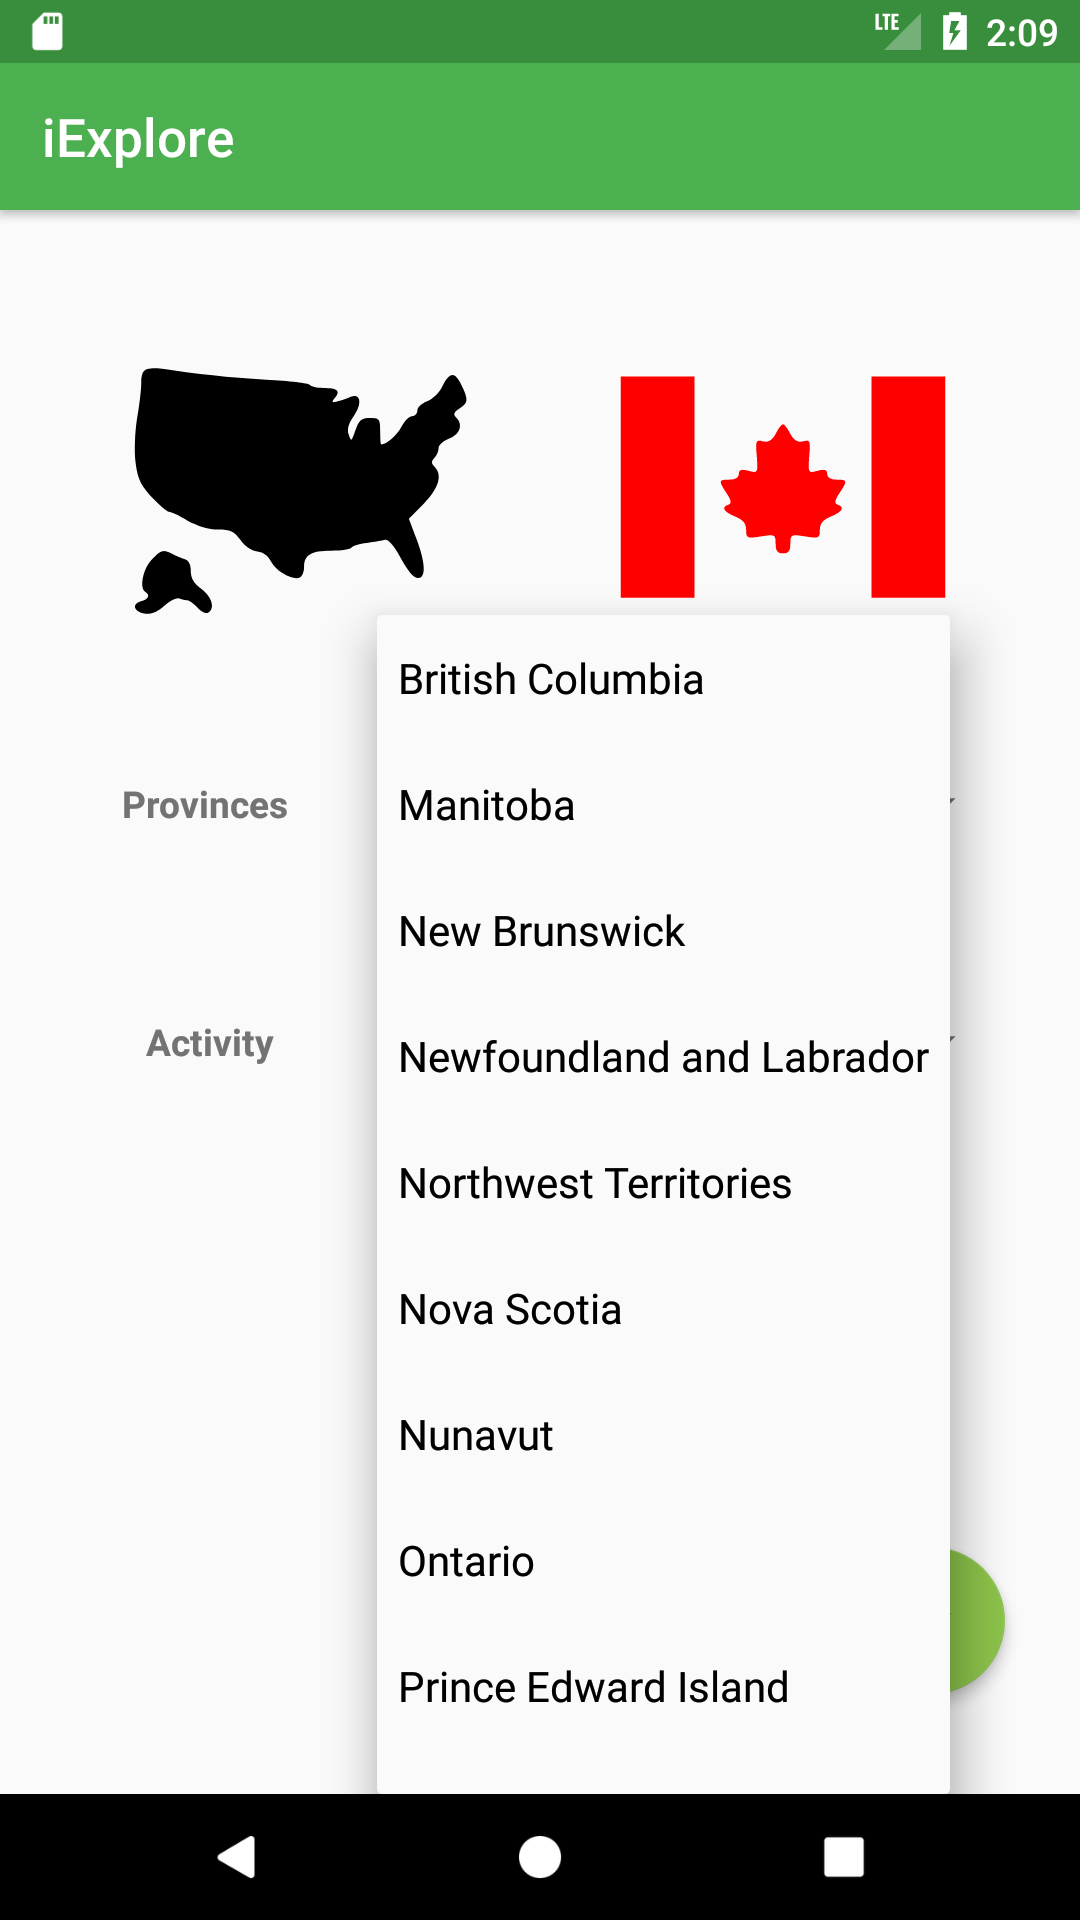 LTE 2:09
iExplore
British Columbia
Provinces
Manitoba
New Brunswick
Activity
Newfoundland and Labrador
Northwest Territories
Nova Scotia
Nunavut
Ontario
Prince Edward Island